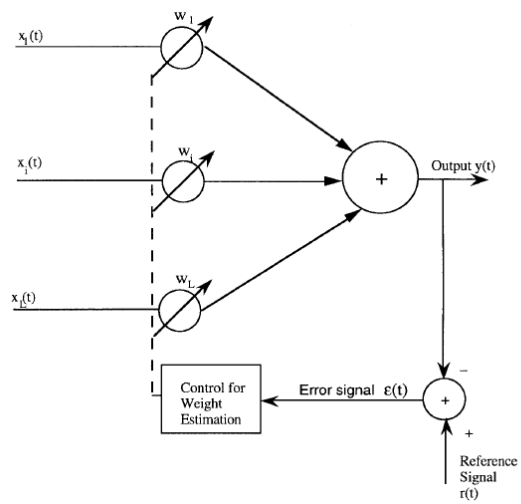 w1
x1(t)
wi
xi(t)
+
Output y(t)
wL
xL(t)
−
Control for
Weight
Estimation
Error signal ε(t)
+
+
Reference
Signal
r(t)